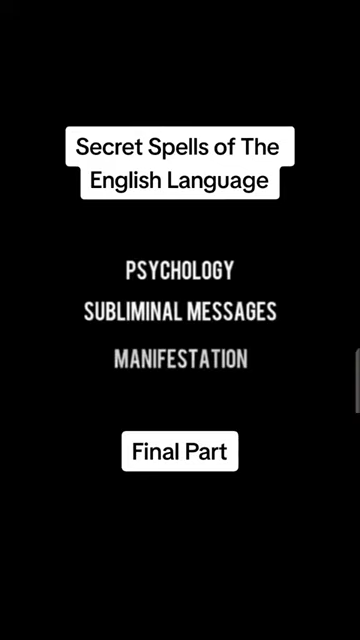 Secret Spells of The
English Language
PSYCHOLOGY
SUBLIMINAL MESSAGES
MANIFESTATION
Final Part